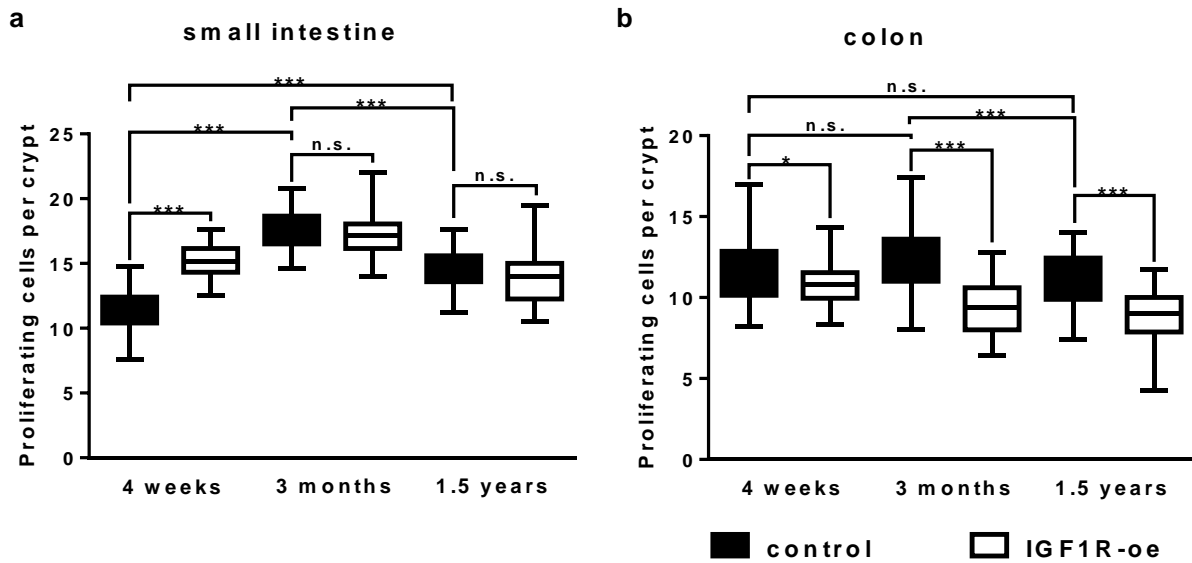 a
small intestine
***
***
***
n.s.
***
n.s.
Proliferating cells per crypt
25
20
15
10
5
0
4 weeks
3 months
1.5 years
b
colon
n.s.
***
n.s.
***
*
***
Proliferating cells per crypt
20
15
10
5
0
4 weeks
3 months
1.5 years
control
IGF1R-oe